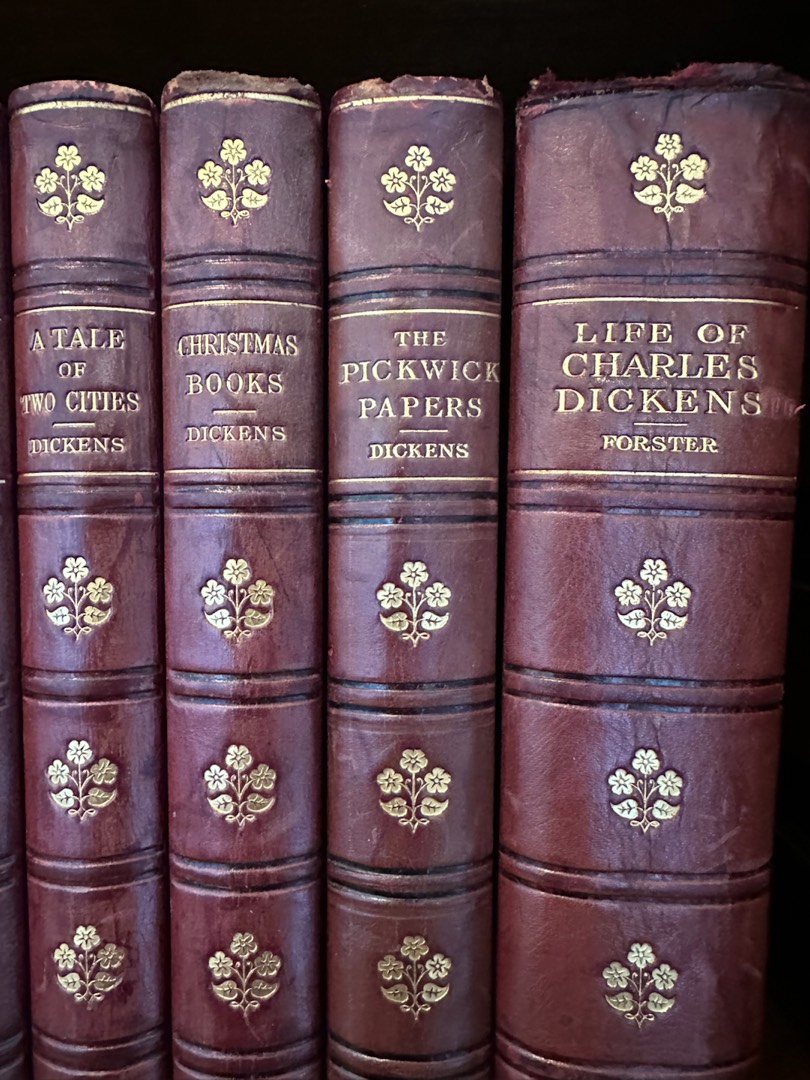 A TALE
OF
TWO CITIES
DICKENS
CHRISTMAS
BOOKS
DICKENS
THE
PICKWICK
PAPERS
DICKENS
LIFE OF
CHARLES
DICKENS
FORSTER